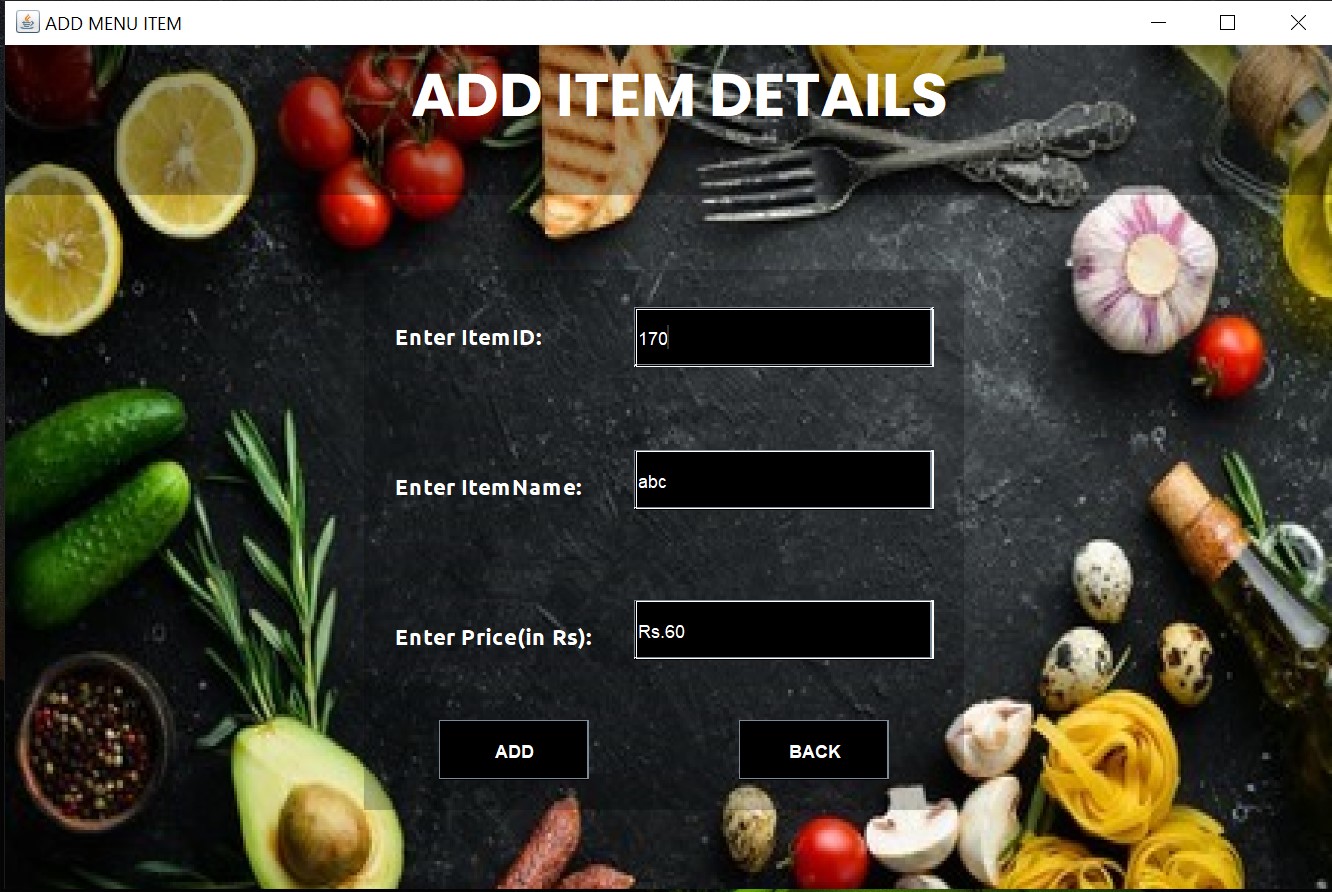 ADD MENU ITEM
ADD ITEM DETAILS
Enter ItemID:
170
Enter ItemName:
abc
Enter Price(in Rs):
Rs.60
ADD
BACK